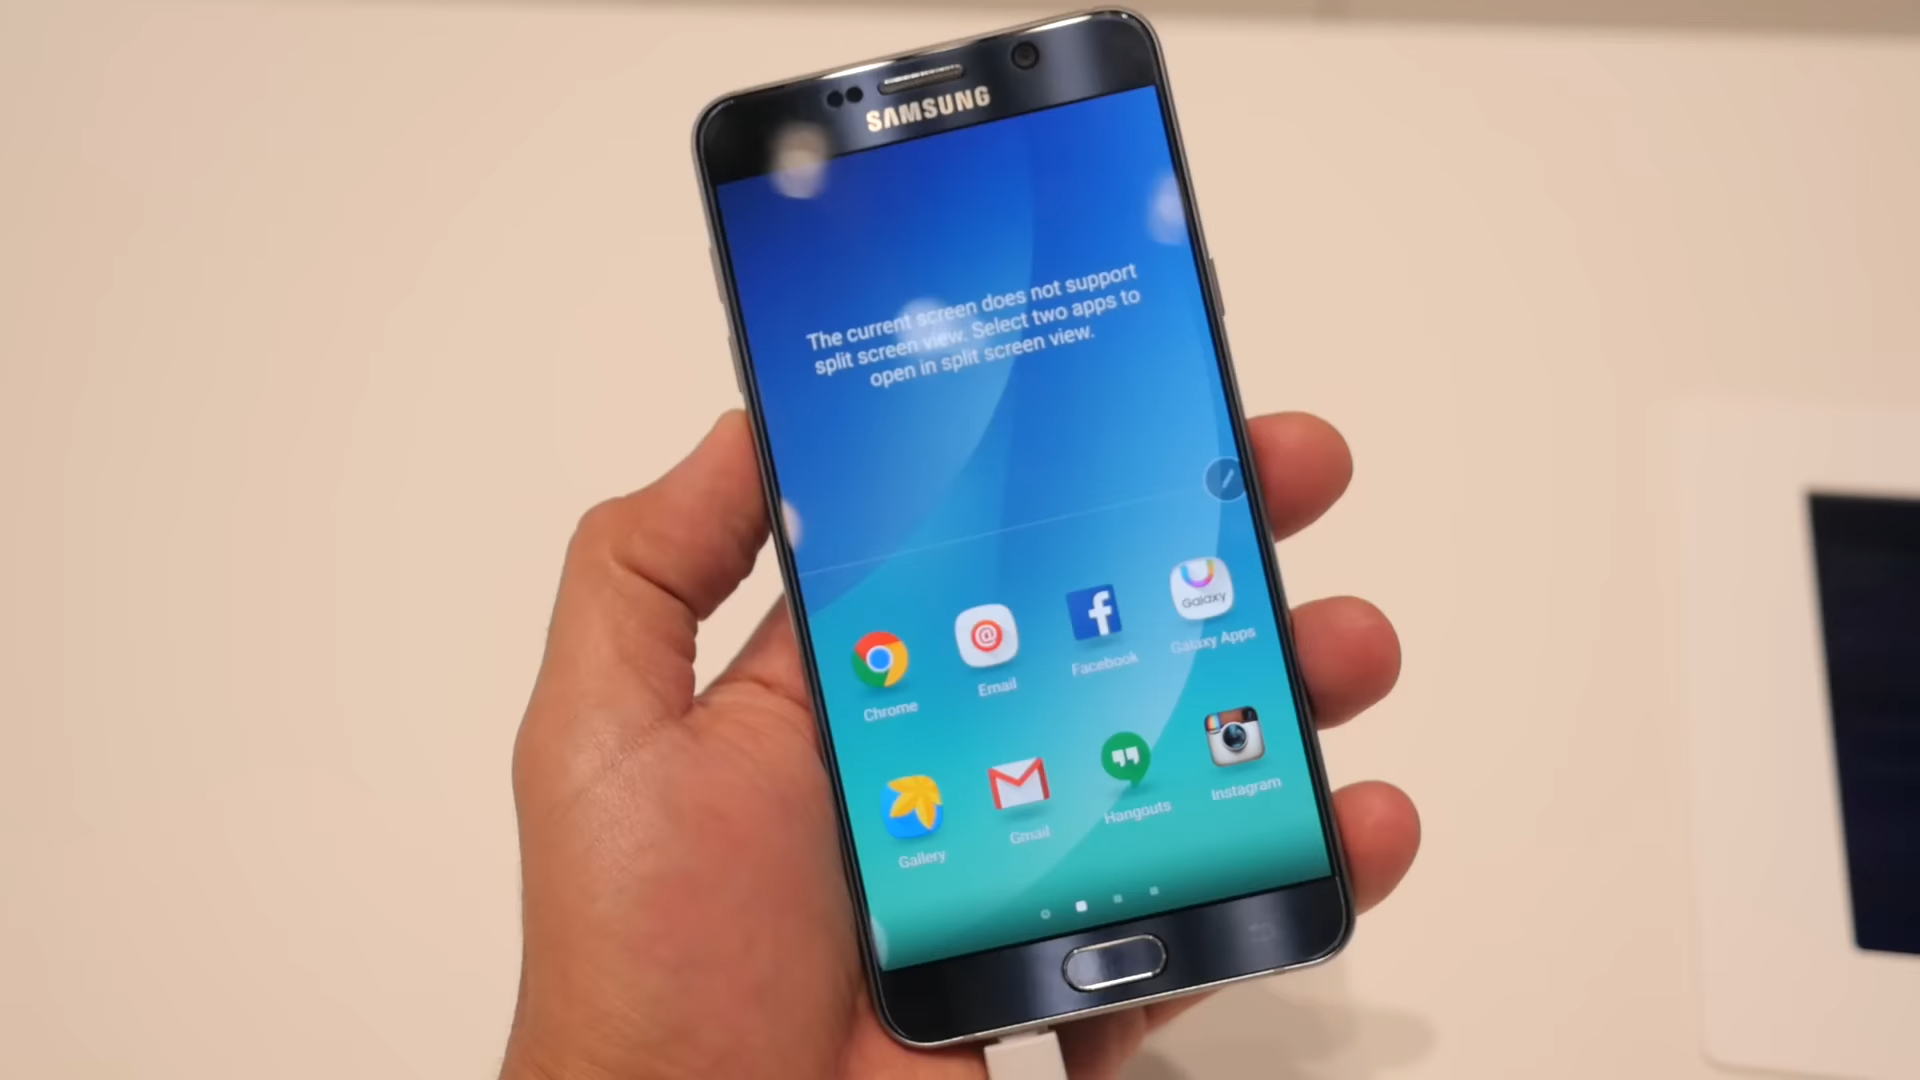 SAMSUNG
The current screen does not support
split screen view. Select two apps to
open in split screen view.
Galaxy
Chrome
Email
Facebook
Galaxy Apps
Gallery
Gmail
Hangouts
Instagram